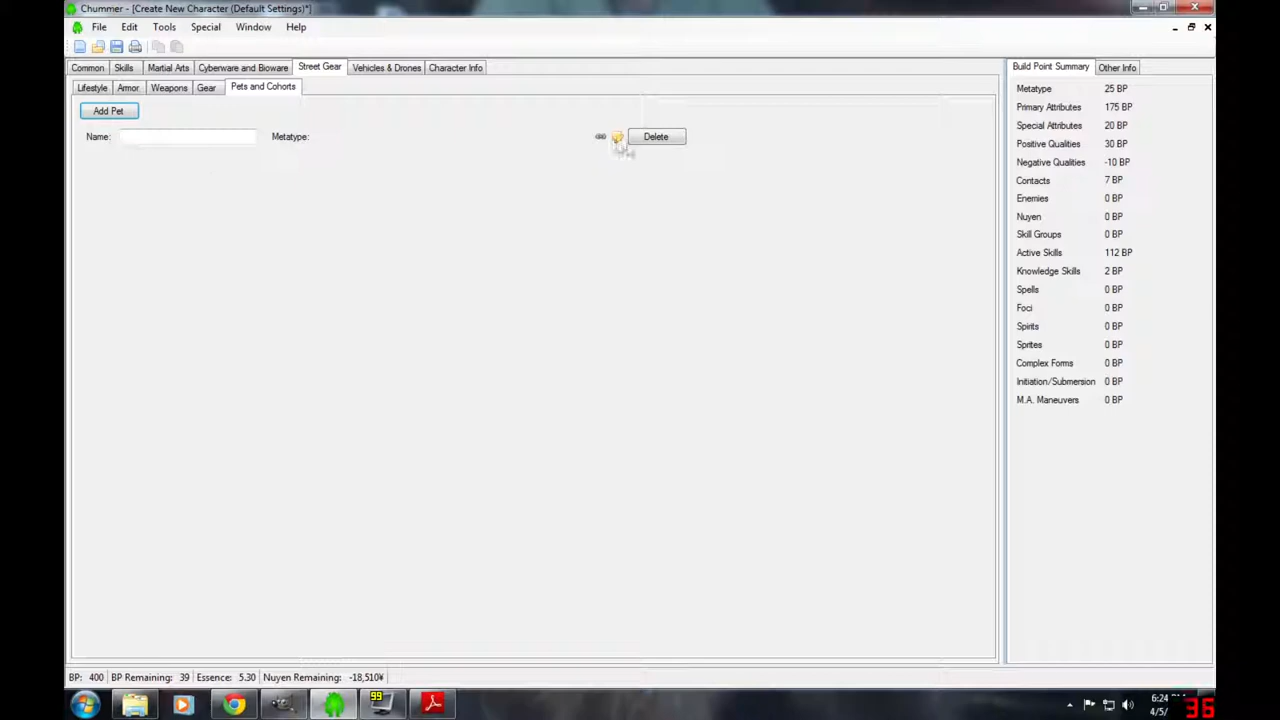 Chummer - [Create New Character (Default Settings)*]
File Edit Tools Special Window Help
Common Skills Martial Arts Cyberware and Bioware Street Gear Vehicles & Drones Character Info
Lifestyle Armor Weapons Gear Pets and Cohorts
Add Pet
Name: Metatype: Delete
Build Point Summary Other Info
Metatype 25 BP
Primary Attributes 175 BP
Special Attributes 20 BP
Positive Qualities 30 BP
Negative Qualities -10 BP
Contacts 7 BP
Enemies 0 BP
Nuyen 0 BP
Skill Groups 0 BP
Active Skills 112 BP
Knowledge Skills 2 BP
Spells 0 BP
Foci 0 BP
Spirits 0 BP
Sprites 0 BP
Complex Forms 0 BP
Initiation/Submersion 0 BP
M.A. Maneuvers 0 BP
BP: 400 BP Remaining: 39 Essence: 5.30 Nuyen Remaining: -18,510¥
99
6:24
4/5/
36